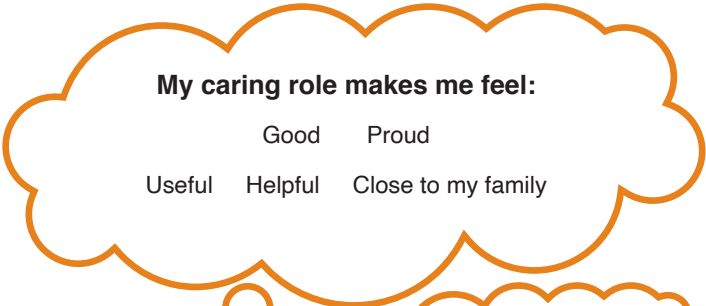 My caring role makes me feel:
Good Proud
Useful Helpful Close to my family